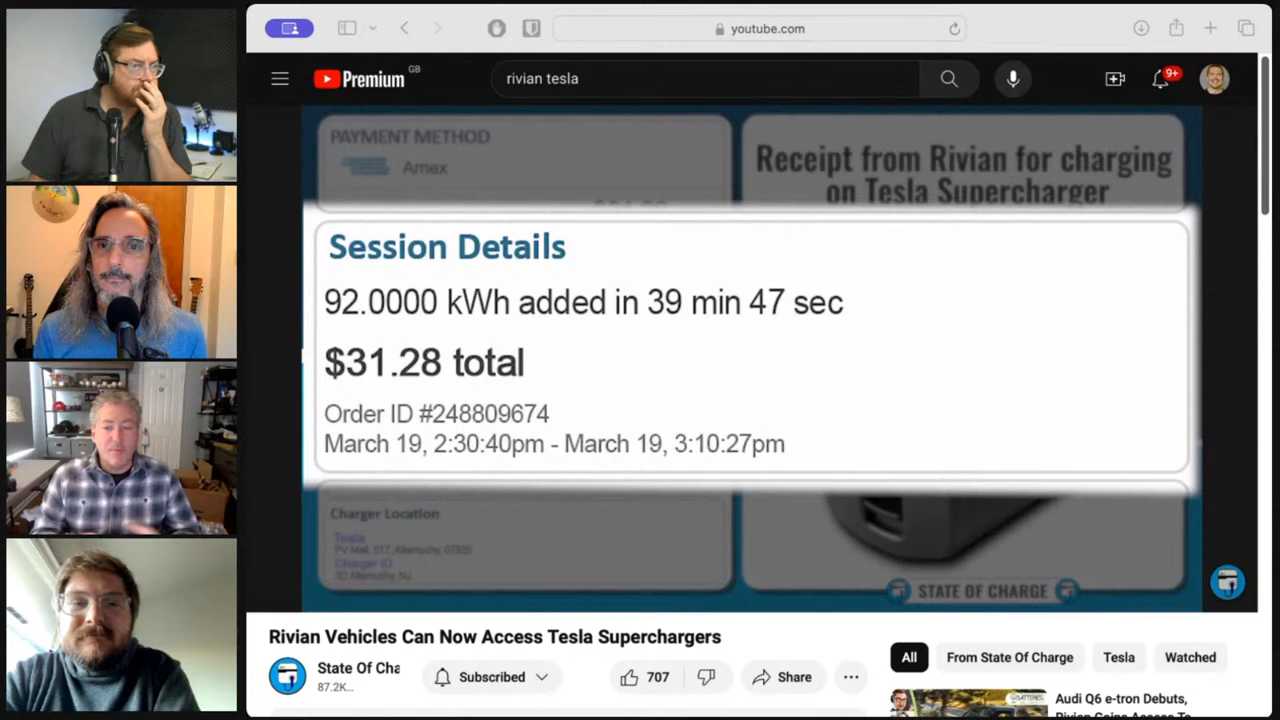 youtube.com
Premium GB
rivian tesla
9+
PAYMENT METHOD
Amex
Receipt from Rivian for charging
on Tesla Supercharger
Session Details
92.0000 kWh added in 39 min 47 sec
$31.28 total
Order ID #248809674
March 19, 2:30:40pm - March 19, 3:10:27pm
Charger Location
Tesla
Charger ID
STATE OF CHARGE
Rivian Vehicles Can Now Access Tesla Superchargers
State Of Cha
87.2K...
Subscribed
707
Share
All
From State Of Charge
Tesla
Watched
Audi Q6 e-tron Debuts,